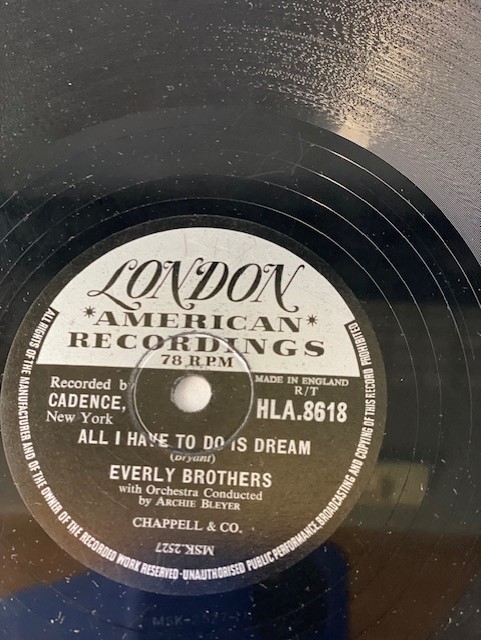 LONDON
*AMERICAN*
RECORDINGS
78 RPM
Recorded by
CADENCE,
New York
MADE IN ENGLAND
R/T
HLA.8618
ALL I HAVE TO DO IS DREAM
(Bryant)
EVERLY BROTHERS
with Orchestra Conducted
by ARCHIE BLEYER
CHAPPELL & CO.
MSK.2527
ALL RIGHTS OF THE MANUFACTURER AND OF THE OWNER OF THE RECORDED WORK RESERVED·UNAUTHORISED PUBLIC PERFORMANCE, BROADCASTING AND COPYING OF THIS RECORD PROHIBITED